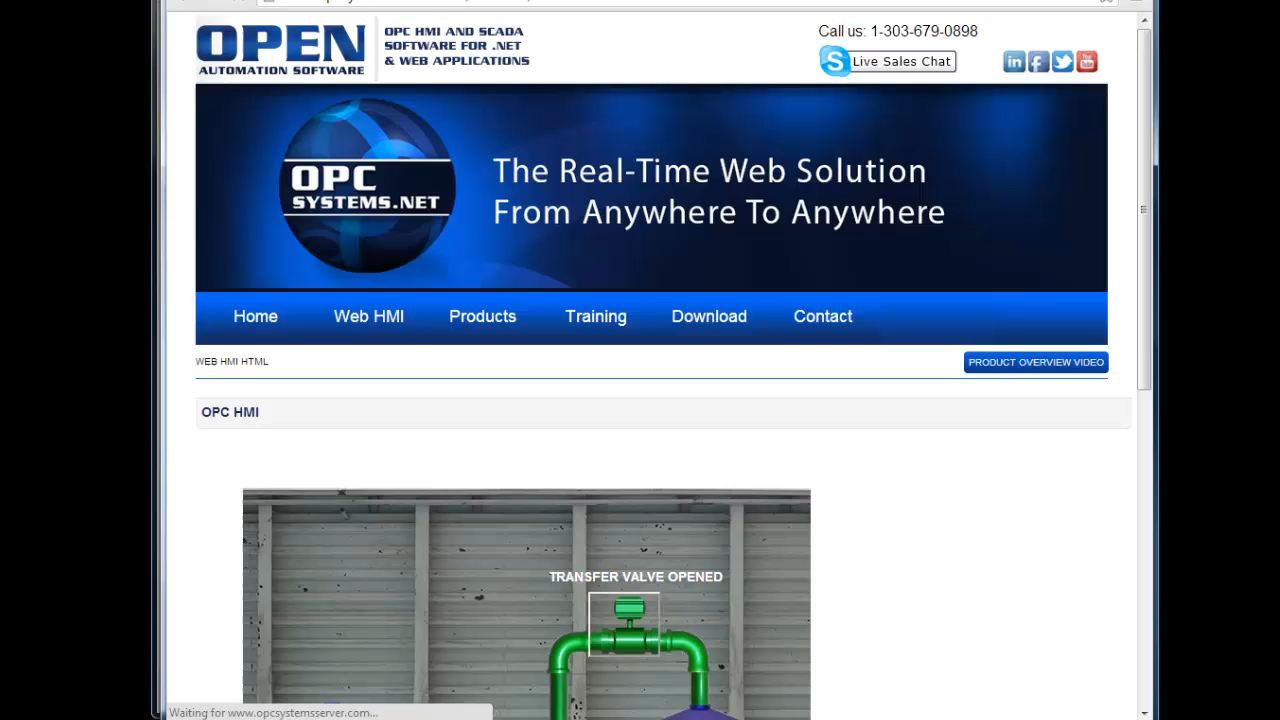 OPEN
AUTOMATION SOFTWARE
OPC HMI AND SCADA
SOFTWARE FOR .NET
& WEB APPLICATIONS
Call us: 1-303-679-0898
Live Sales Chat
OPC
SYSTEMS.NET
The Real-Time Web Solution
From Anywhere To Anywhere
Home Web HMI Products Training Download Contact
WEB HMI HTML
PRODUCT OVERVIEW VIDEO
OPC HMI
TRANSFER VALVE OPENED
Waiting for www.opcsystemsserver.com...